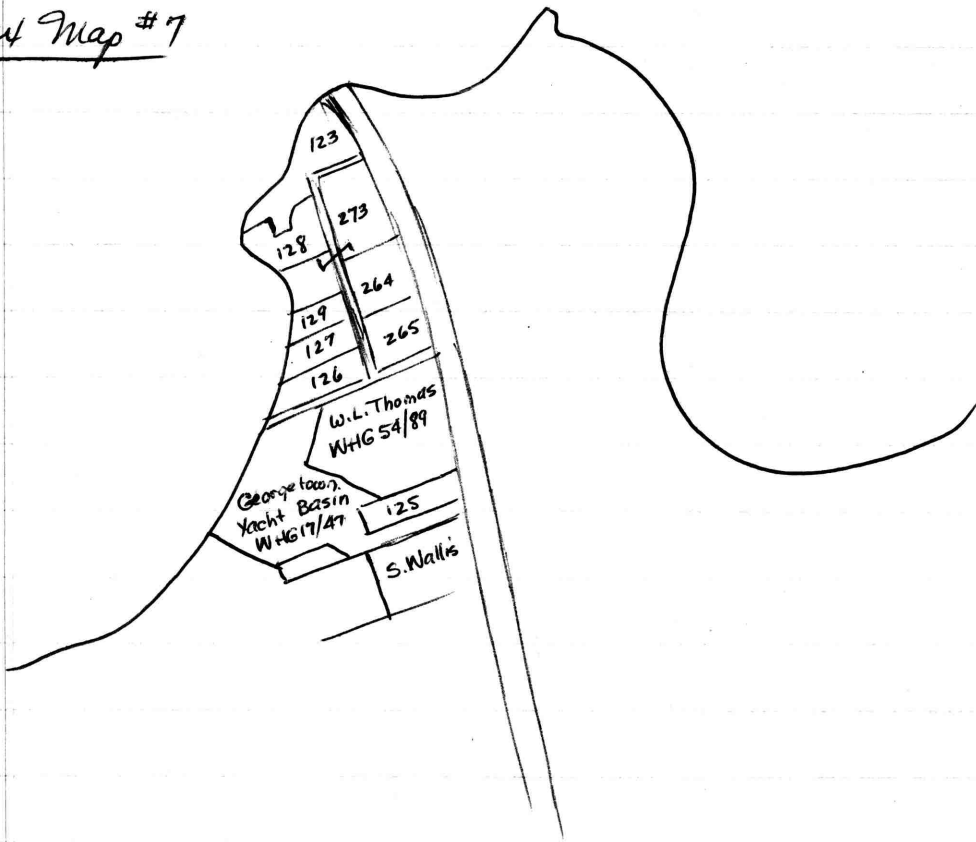 Map #7
123
273
128
264
129
265
127
126
W.L. Thomas
WHG 54/89
Georgetown
Yacht Basin
WHG 17/47
125
S. Wallis